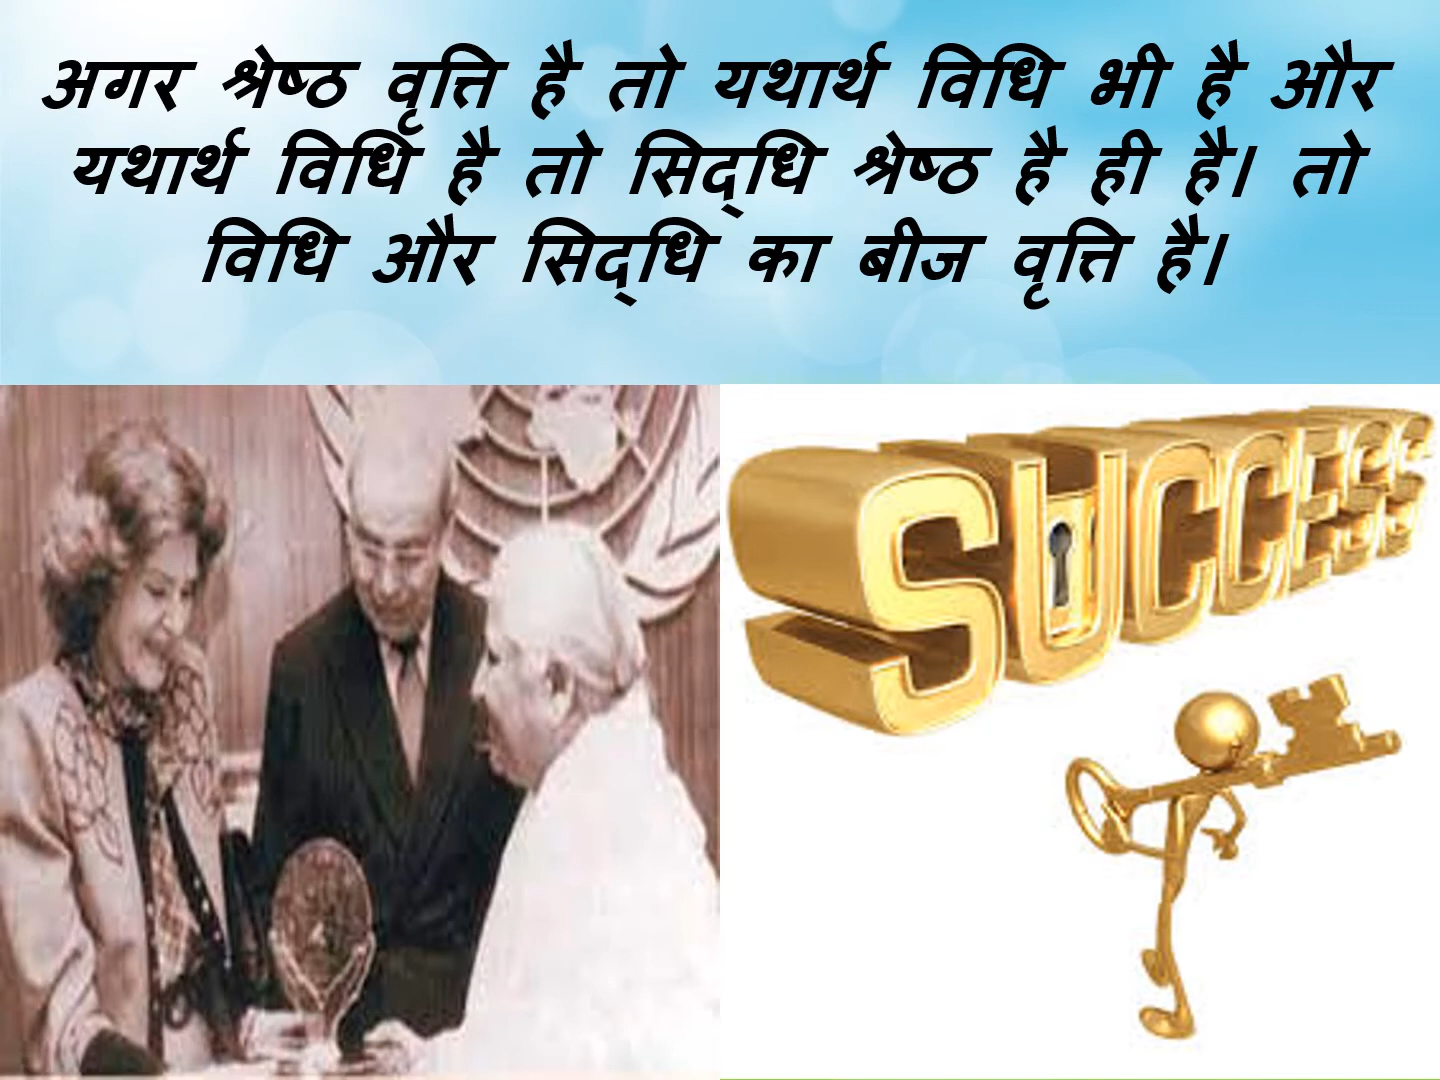 अगर श्रेष्ठ वृत्ति है तो यथार्थ विधि भी है और
यथार्थ विधि है तो सिद्धि श्रेष्ठ है ही है। तो
विधि और सिद्धि का बीज वृत्ति है।
SUCCESS